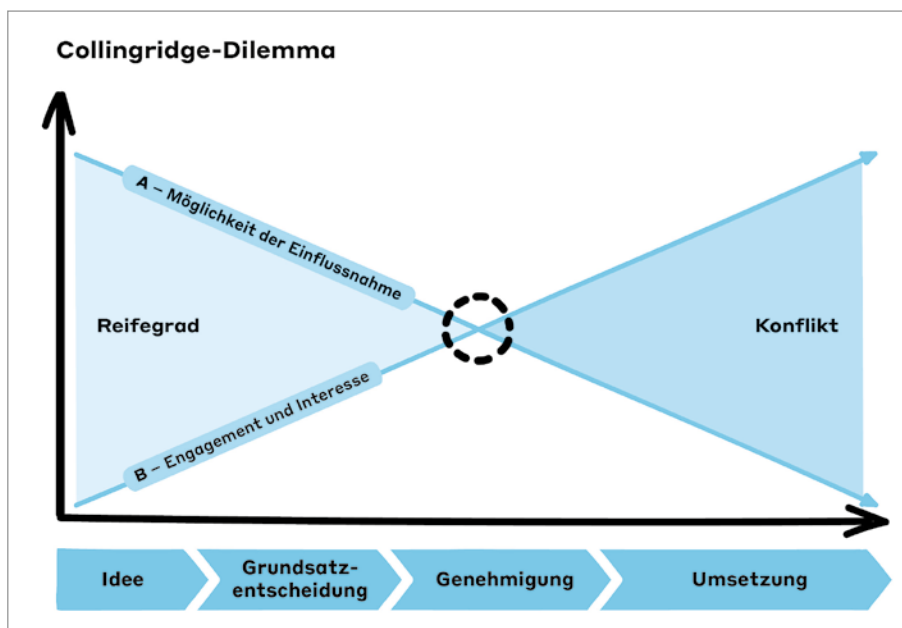 Collingridge-Dilemma
A – Möglichkeit der Einflussnahme
Reifegrad
Konflikt
B – Engagement und Interesse
Idee
Grundsatz-
entscheidung
Genehmigung
Umsetzung